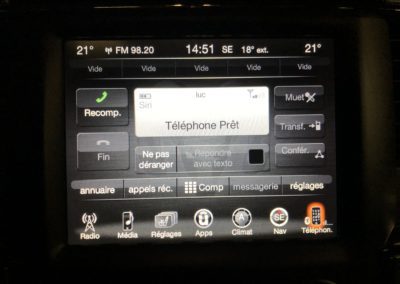 21° FM 98.20 14:51 SE 18° ext. 21°
Vide Vide Vide Vide Vide
Recomp.
.luc
Siri
Téléphone Prêt
Muet
Transf.
Fin
Ne pas déranger
Répondre avec texto
Confér.
annuaire appels réc. Comp messagerie réglages
Radio Média Réglages Apps Climat Nav Téléphon.